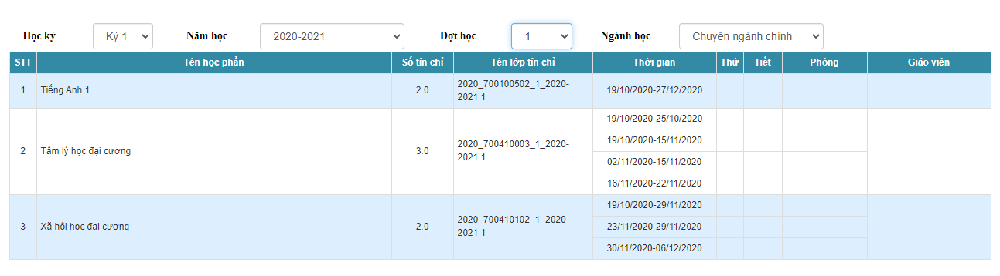 Học kỳ Kỳ 1 Năm học 2020-2021 Đợt học 1 Ngành học Chuyên ngành chính
STT Tên học phần Số tín chỉ Tên lớp tín chỉ Thời gian Thứ Tiết Phòng Giáo viên
1 Tiếng Anh 1 2.0 2020_700100502_1_2020-
2021 1 19/10/2020-27/12/2020
2 Tâm lý học đại cương 3.0 2020_700410003_1_2020-
2021 1
19/10/2020-25/10/2020
19/10/2020-15/11/2020
02/11/2020-15/11/2020
16/11/2020-22/11/2020
3 Xã hội học đại cương 2.0 2020_700410102_1_2020-
2021 1
19/10/2020-29/11/2020
23/11/2020-29/11/2020
30/11/2020-06/12/2020